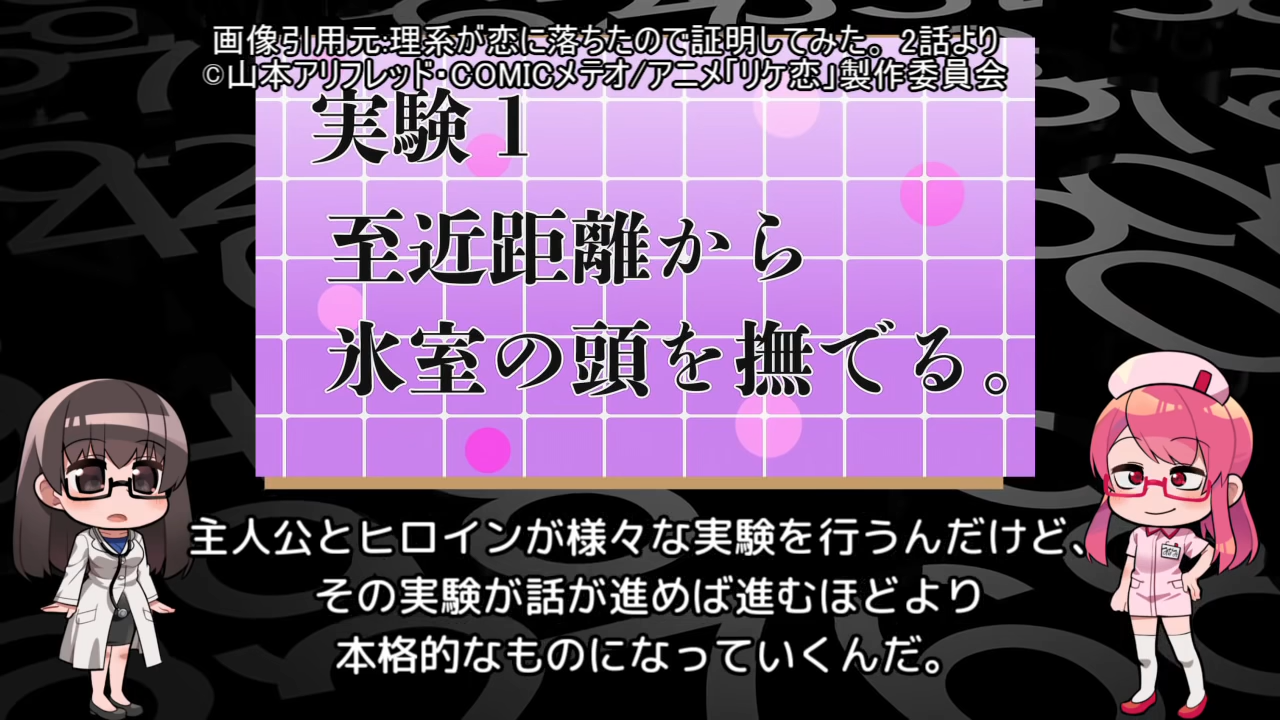 画像引用元:理系が恋に落ちたので証明してみた。2話より
©山本アリフレッド・COMICメテオ/アニメ「リケ恋」製作委員会
実験1
至近距離から
氷室の頭を撫でる。
主人公とヒロインが様々な実験を行うんだけど、
その実験が話が進めば進むほどより
本格的なものになっていくんだ。